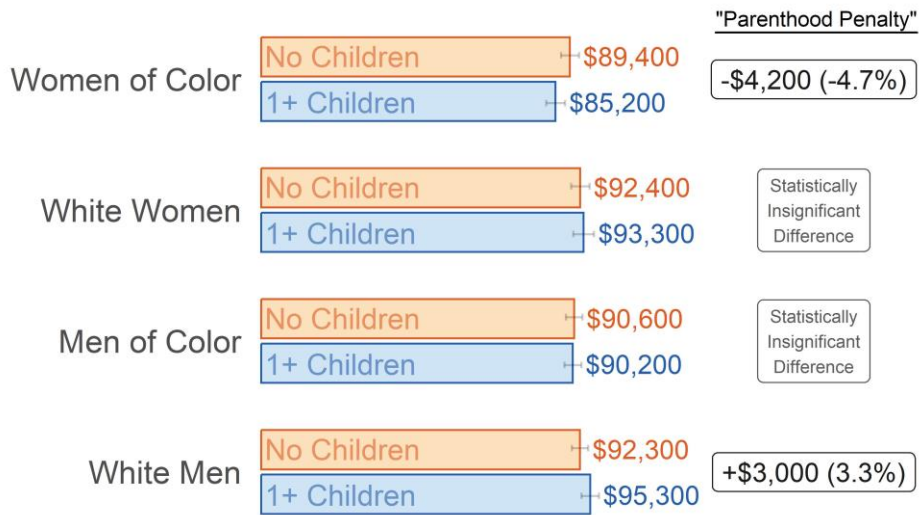 "Parenthood Penalty"
Women of Color
No Children
$89,400
1+ Children
$85,200
-$4,200 (-4.7%)
White Women
No Children
$92,400
1+ Children
$93,300
Statistically
Insignificant
Difference
Men of Color
No Children
$90,600
1+ Children
$90,200
Statistically
Insignificant
Difference
White Men
No Children
$92,300
1+ Children
$95,300
+$3,000 (3.3%)